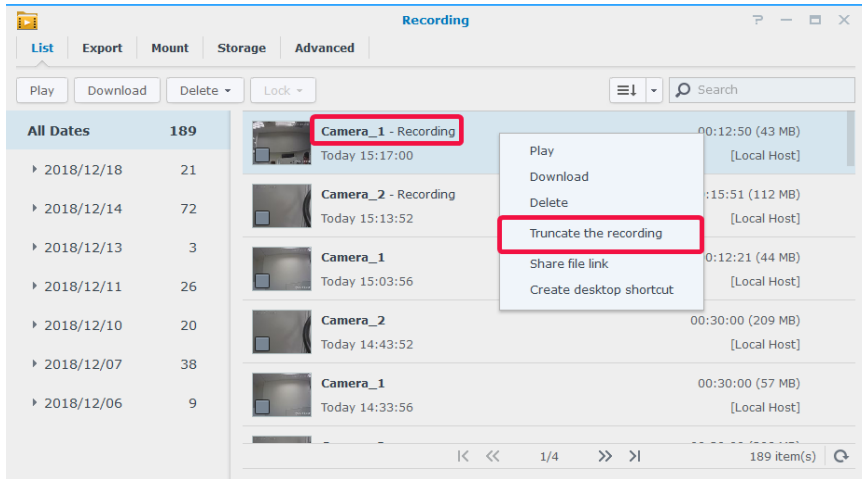 Recording
List Export Mount Storage Advanced
Play Download Delete Lock Search
All Dates 189
2018/12/18 21
2018/12/14 72
2018/12/13 3
2018/12/11 26
2018/12/10 20
2018/12/07 38
2018/12/06 9
Camera_1 - Recording 00:12:50 (43 MB)
Today 15:17:00 [Local Host]
Camera_2 - Recording :15:51 (112 MB)
Today 15:13:52 [Local Host]
Camera_1 0:12:21 (44 MB)
Today 15:03:56 [Local Host]
Camera_2 00:30:00 (209 MB)
Today 14:43:52 [Local Host]
Camera_1 00:30:00 (57 MB)
Today 14:33:56 [Local Host]
Play
Download
Delete
Truncate the recording
Share file link
Create desktop shortcut
1/4 189 item(s)